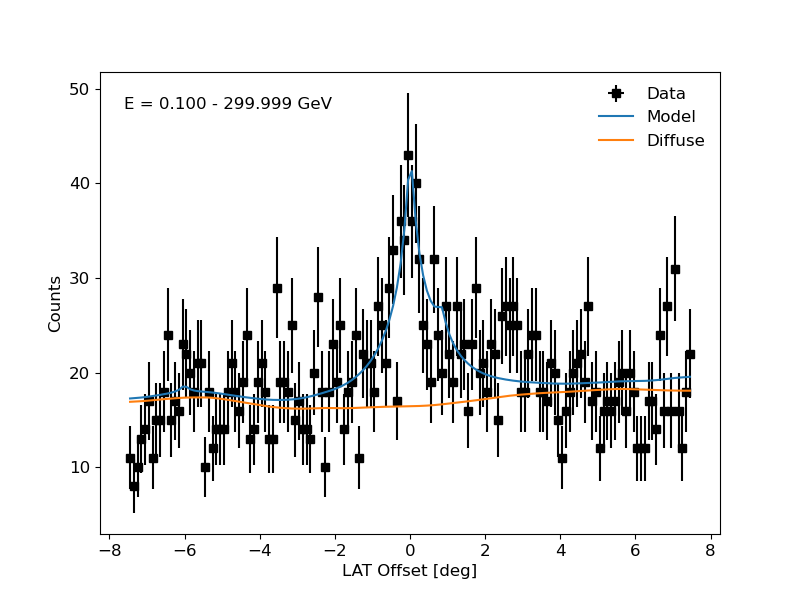 E = 0.100 - 299.999 GeV
Data
Model
Diffuse
50
40
30
20
10
Counts
−8 −6 −4 −2 0 2 4 6 8
LAT Offset [deg]